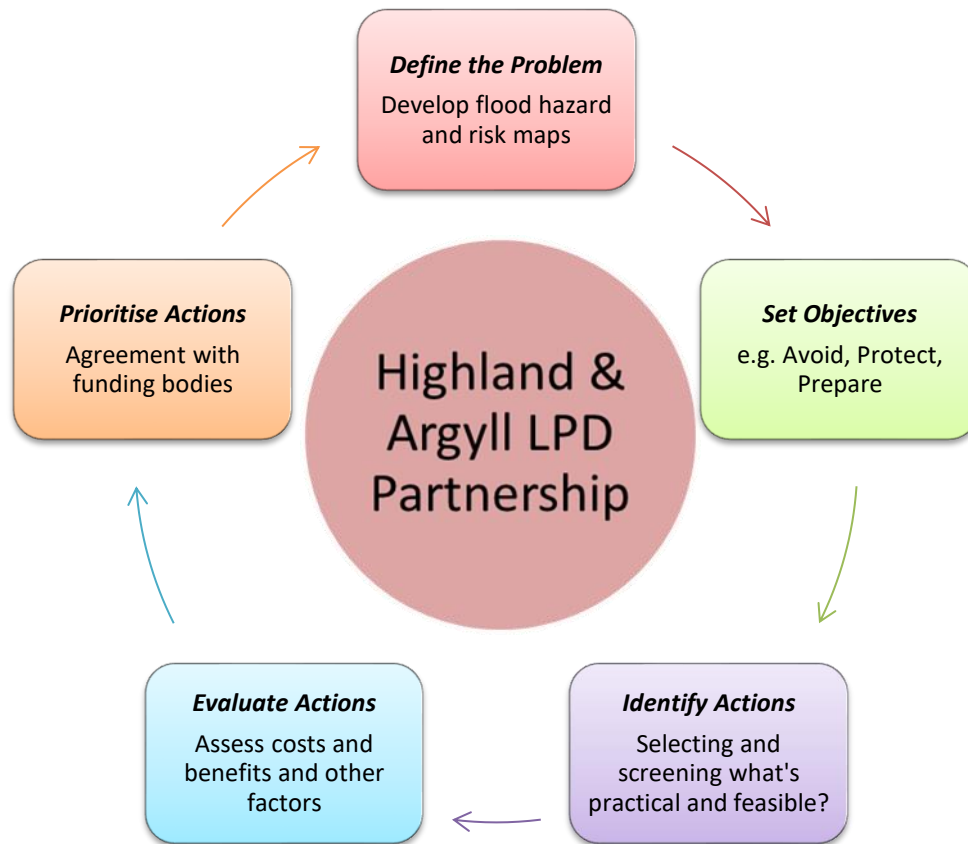 Define the Problem
Develop flood hazard
and risk maps
Set Objectives
e.g. Avoid, Protect,
Prepare
Identify Actions
Selecting and
screening what's
practical and feasible?
Evaluate Actions
Assess costs and
benefits and other
factors
Prioritise Actions
Agreement with
funding bodies
Highland &
Argyll LPD
Partnership